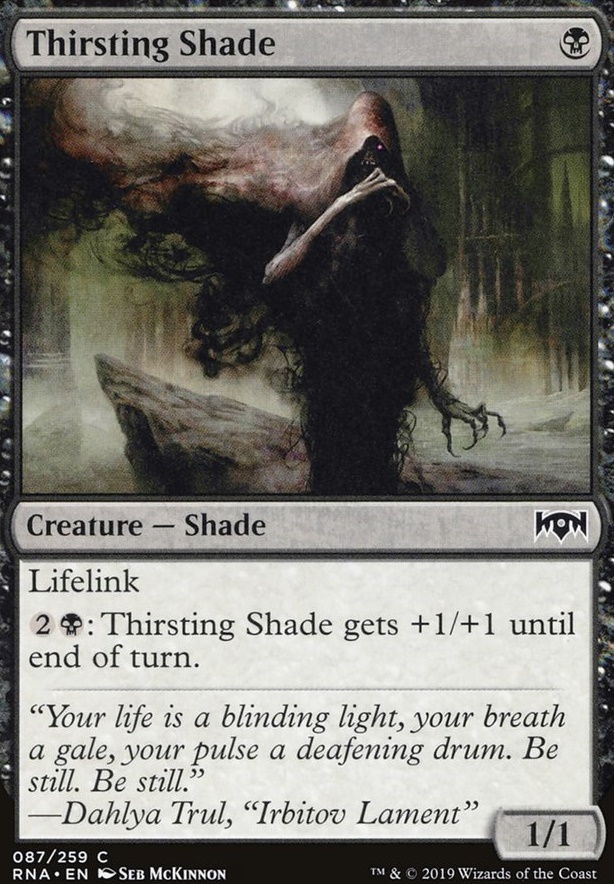 Thirsting Shade
Creature — Shade
Lifelink
2: Thirsting Shade gets +1/+1 until
end of turn.
“Your life is a blinding light, your breath
a gale, your pulse a deafening drum. Be
still. Be still.”
—Dahlya Trul, “Irbitov Lament”
1/1
087/259 C
RNA • EN Seb McKinnon
™ & © 2019 Wizards of the Coast